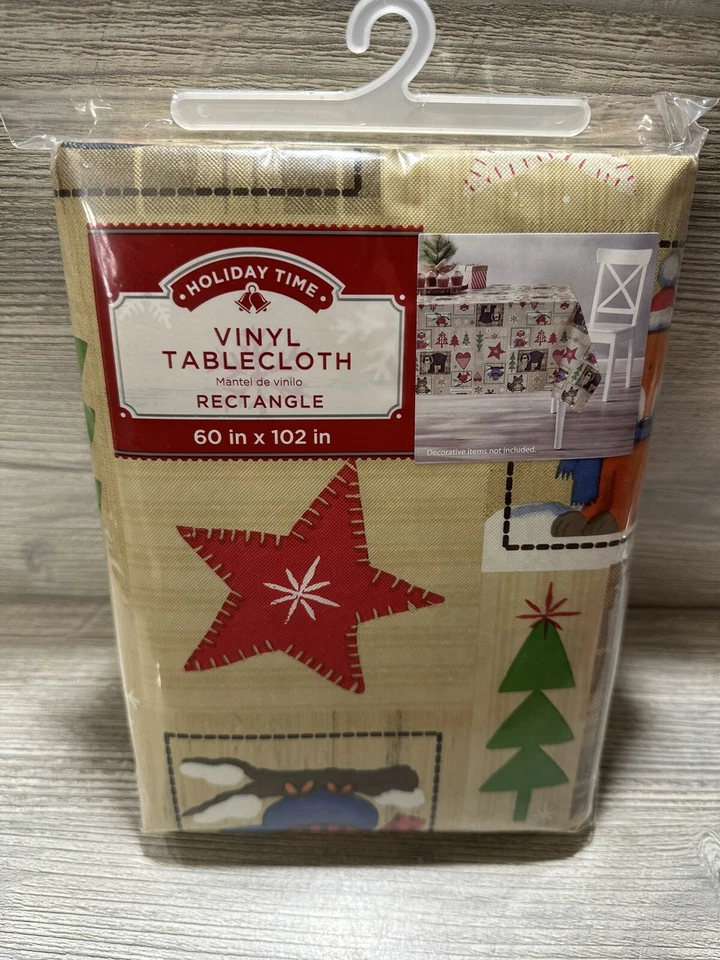 HOLIDAY TIME
VINYL
TABLECLOTH
Mantel de vinilo
RECTANGLE
60 in x 102 in
Decorative items not included.